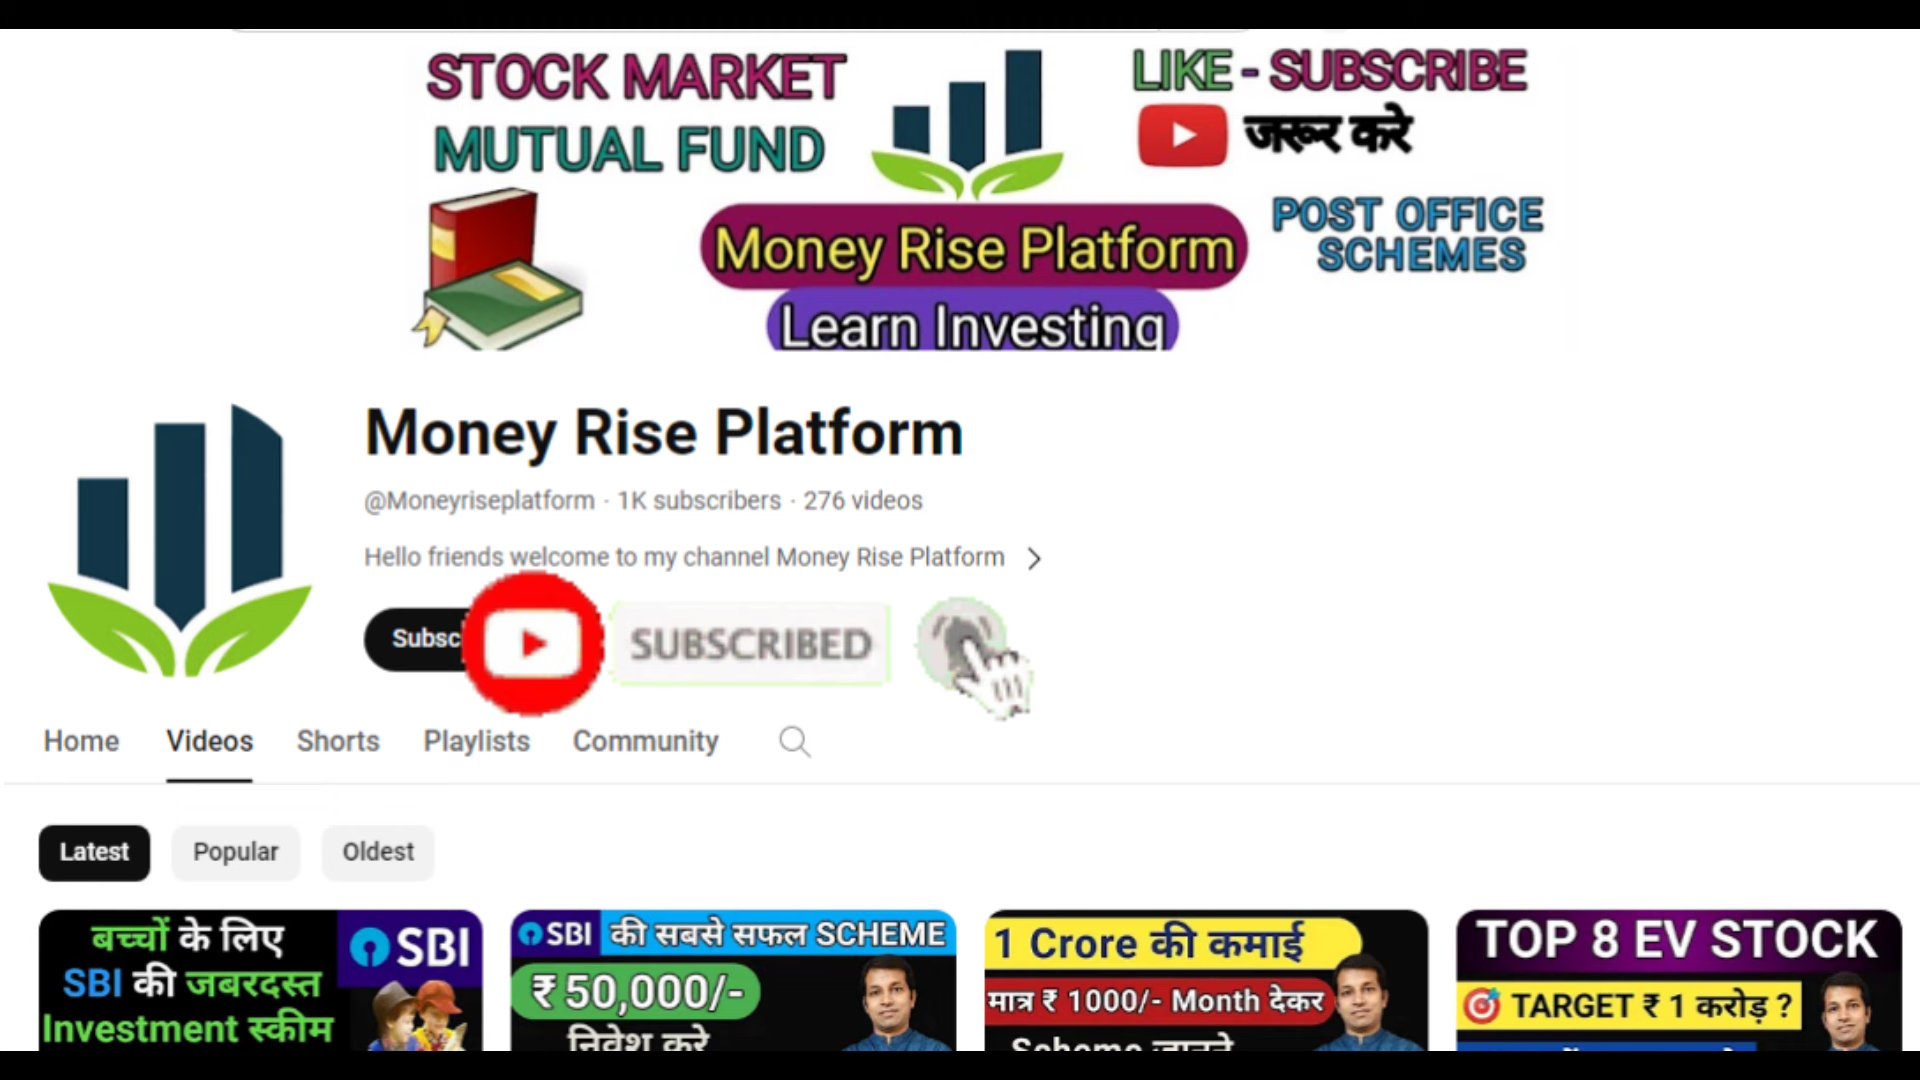 STOCK MARKET
MUTUAL FUND
LIKE - SUBSCRIBE
जरूर करे
POST OFFICE
SCHEMES
Money Rise Platform
Learn Investing
Money Rise Platform
@Moneyriseplatform · 1K subscribers · 276 videos
Hello friends welcome to my channel Money Rise Platform
Subsc
SUBSCRIBED
Home Videos Shorts Playlists Community
Latest Popular Oldest
बच्चों के लिए
SBI की जबरदस्त
Investment स्कीम
SBI
SBI की सबसे सफल SCHEME
₹ 50,000/-
निवेश करे
1 Crore की कमाई
मात्र ₹ 1000/- Month देकर
Scheme जानने
TOP 8 EV STOCK
TARGET ₹ 1 करोड़ ?